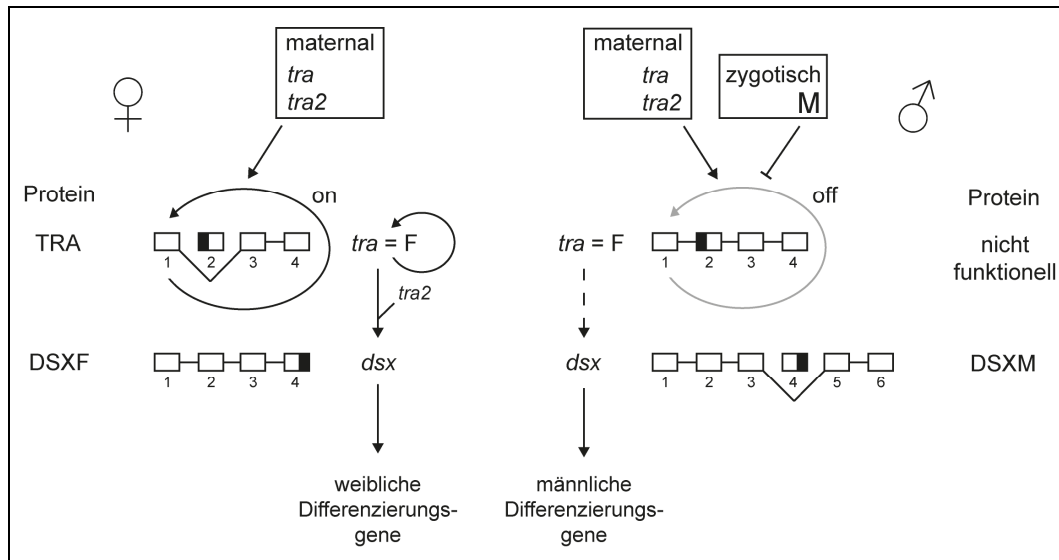 maternal
tra
tra2
maternal
tra
tra2
zygotisch
M
♀
♂
Protein
on
off
Protein
TRA
1 2 3 4
tra = F
tra2
tra = F
1 2 3 4
nicht
funktionell
DSXF
1 2 3 4
dsx
dsx
1 2 3 4 5 6
DSXM
weibliche
Differenzierungs-
gene
männliche
Differenzierungs-
gene